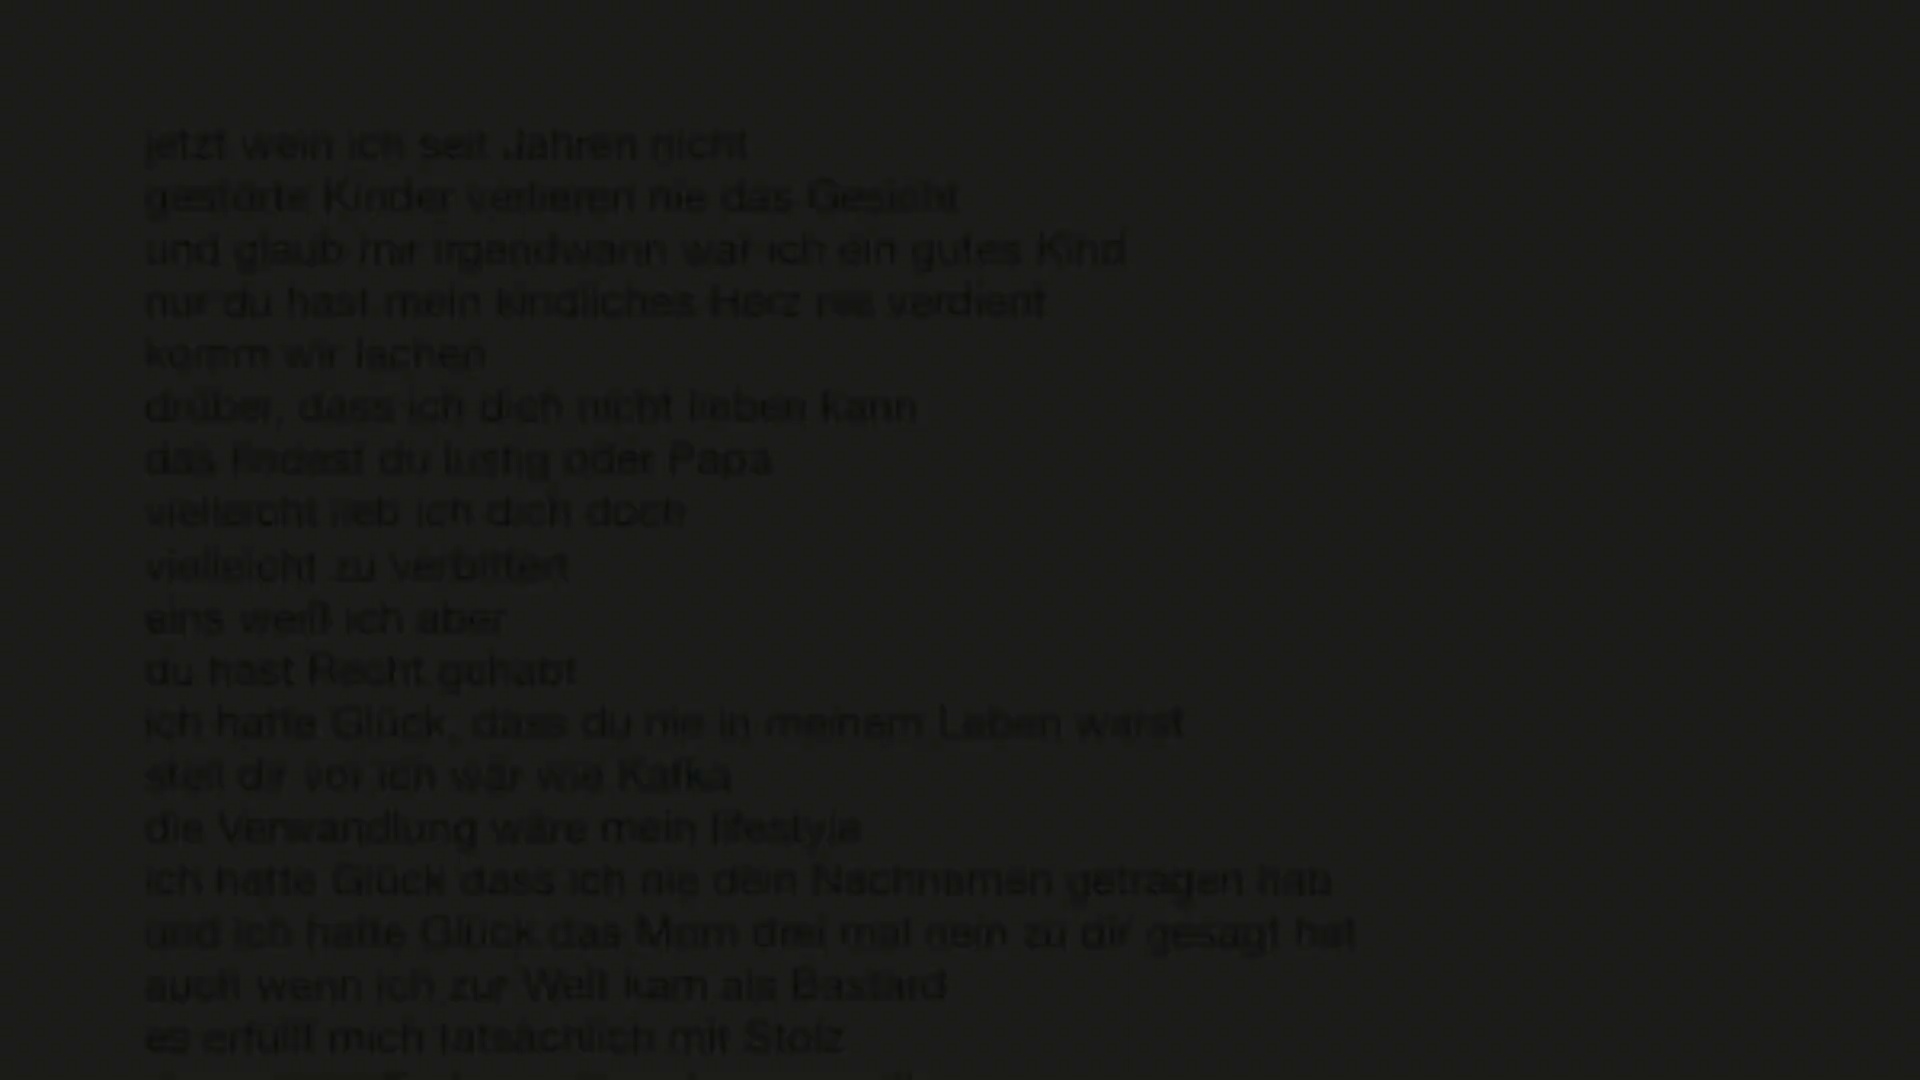 jetzt wein ich seit Jahren nicht
gestörte Kinder verlieren nie das Gesicht
und glaub mir irgendwann war ich ein gutes Kind
nur du hast mein kindliches Herz nie verdient
komm wir lachen
drüber, dass ich dich nicht lieben kann
das findest du lustig oder Papa
vielleicht lieb ich dich doch
vielleicht zu verbittert
eins weiß ich aber
du hast Recht gehabt
ich hatte Glück, dass du nie in meinem Leben warst
stell dir vor ich wär wie Kafka
die Verwandlung wäre mein lifestyle
ich hatte Glück dass ich nie dein Nachnamen getragen hab
und ich hatte Glück das Mom drei mal nein zu dir gesagt hat
auch wenn ich zur Welt kam als Bastard
es erfüllt mich tatsächlich mit Stolz